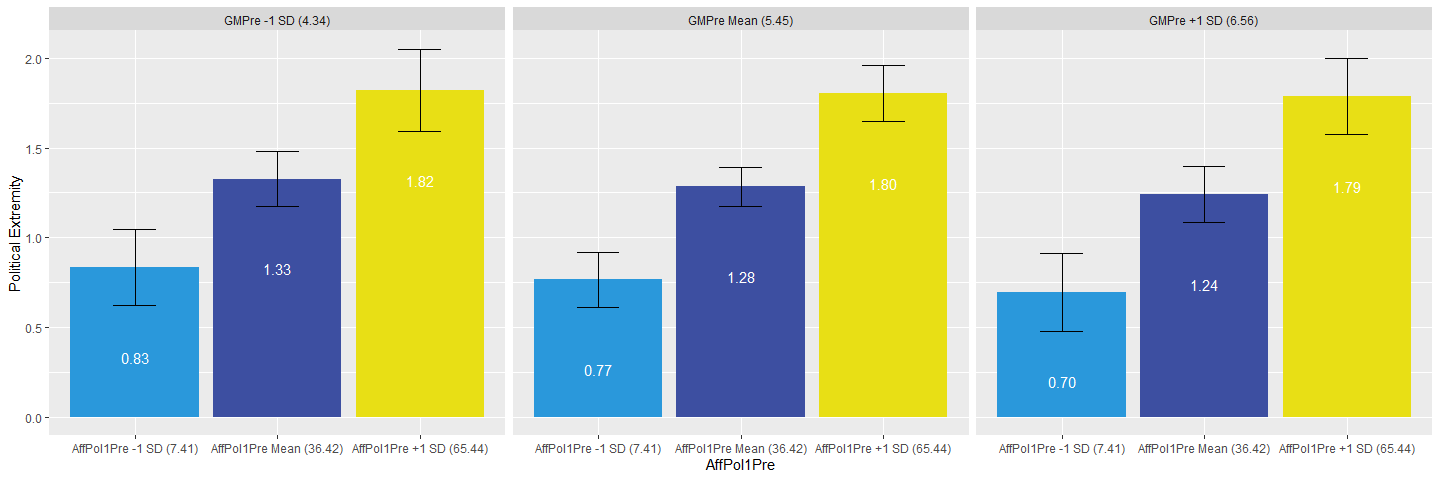 GMPre -1 SD (4.34)
GMPre Mean (5.45)
GMPre +1 SD (6.56)
Political Extremity
2.0
1.5
1.0
0.5
0.0
0.83
1.33
1.82
0.77
1.28
1.80
0.70
1.24
1.79
AffPol1Pre -1 SD (7.41)
AffPol1Pre Mean (36.42)
AffPol1Pre +1 SD (65.44)
AffPol1Pre -1 SD (7.41)
AffPol1Pre Mean (36.42)
AffPol1Pre +1 SD (65.44)
AffPol1Pre -1 SD (7.41)
AffPol1Pre Mean (36.42)
AffPol1Pre +1 SD (65.44)
AffPol1Pre